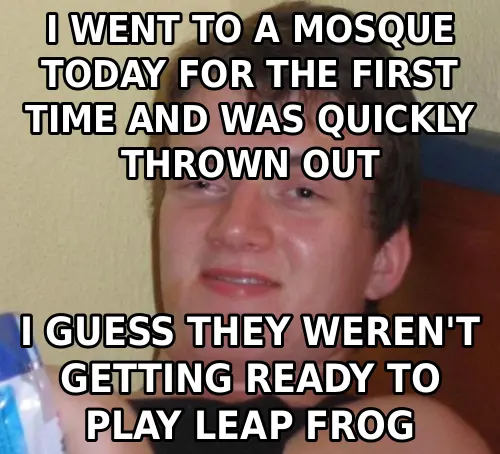 I WENT TO A MOSQUE
TODAY FOR THE FIRST
TIME AND WAS QUICKLY
THROWN OUT
I GUESS THEY WEREN'T
GETTING READY TO
PLAY LEAP FROG